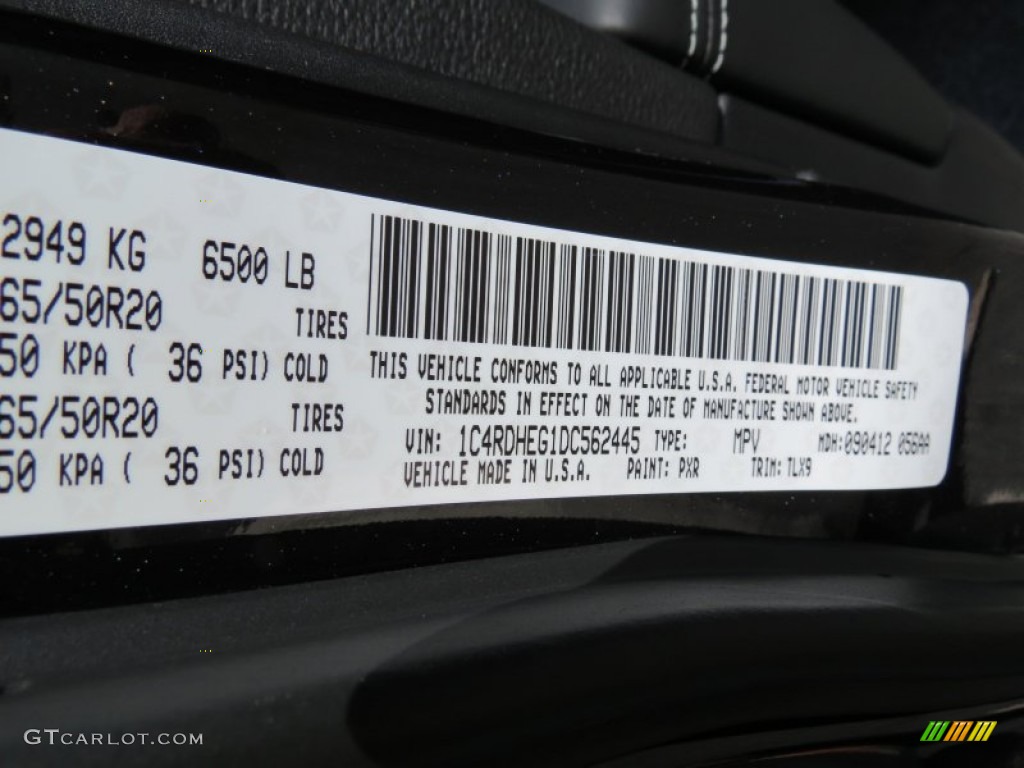 2949 KG 6500 LB
65/50R20 TIRES
50 KPA ( 36 PSI) COLD
65/50R20 TIRES
50 KPA ( 36 PSI) COLD
THIS VEHICLE CONFORMS TO ALL APPLICABLE U.S.A. FEDERAL MOTOR VEHICLE SAFETY
STANDARDS IN EFFECT ON THE DATE OF MANUFACTURE SHOWN ABOVE.
VIN: 1C4RDHEG1DC562445 TYPE: MPV MDH:090412 056AA
VEHICLE MADE IN U.S.A. PAINT: PXR TRIM: TLX9
GTCARLOT.COM